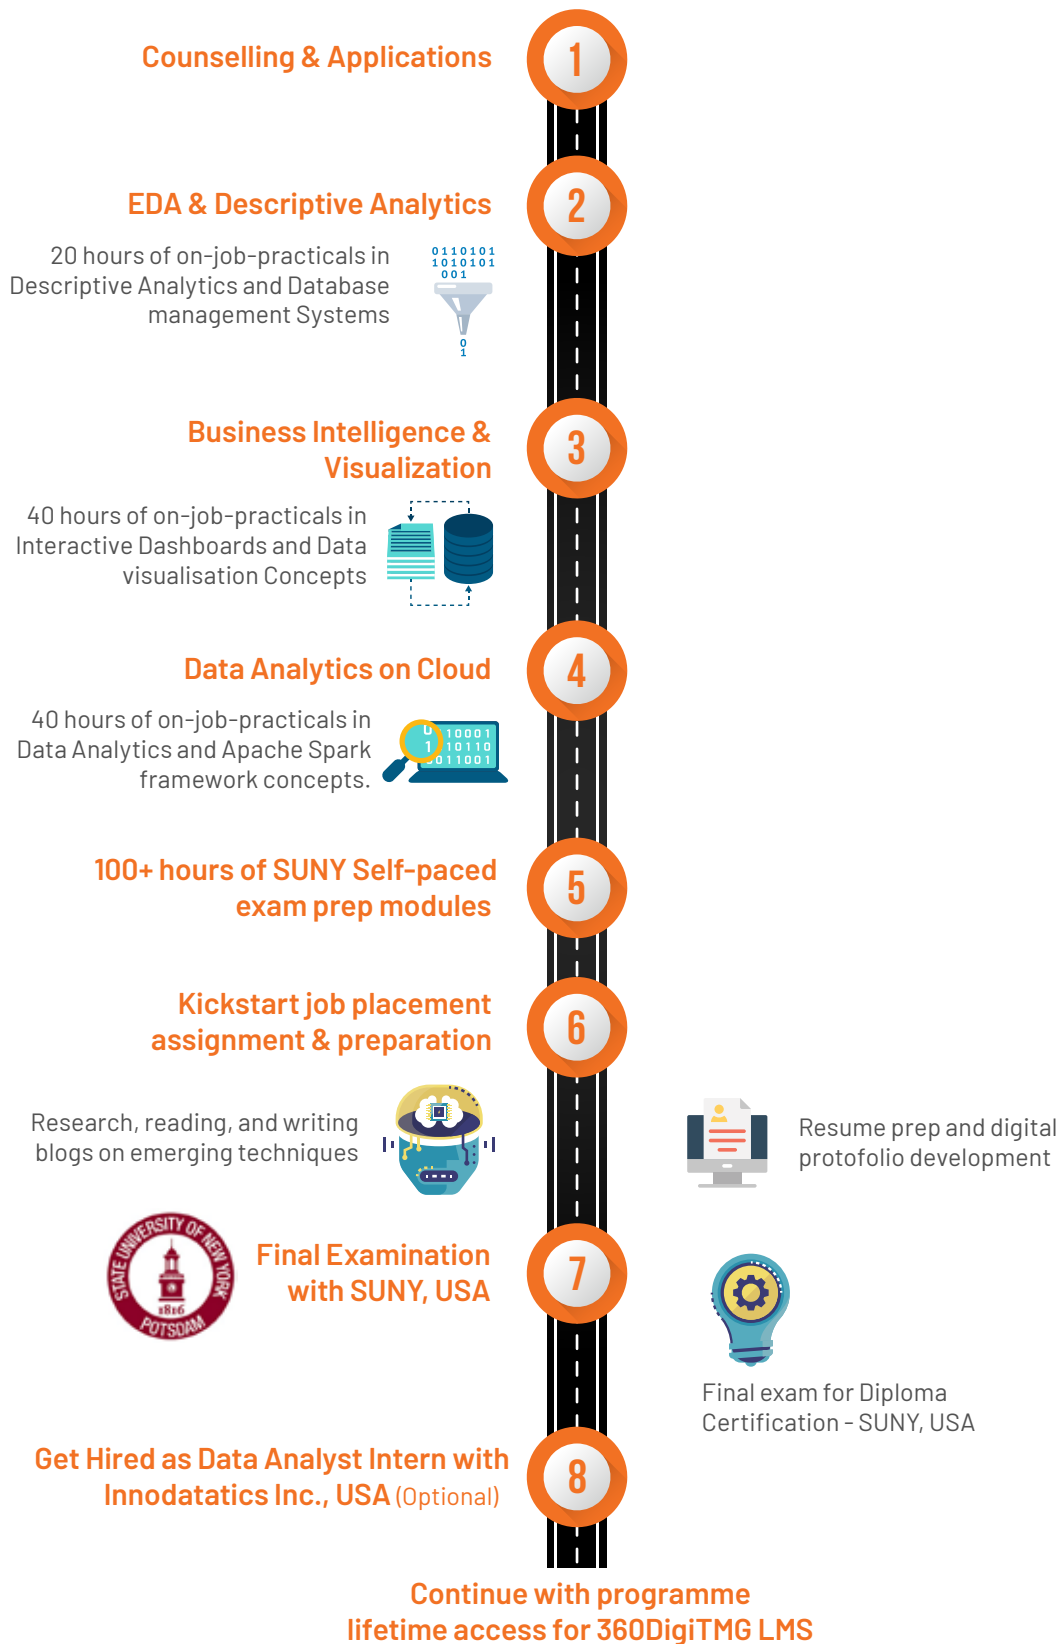 Counselling & Applications
1
EDA & Descriptive Analytics
2
20 hours of on-job-practicals in
Descriptive Analytics and Database
management Systems
0110101
1010101
001
0
1
Business Intelligence &
Visualization
3
40 hours of on-job-practicals in
Interactive Dashboards and Data
visualisation Concepts
Data Analytics on Cloud
4
40 hours of on-job-practicals in
Data Analytics and Apache Spark
framework concepts.
0 10001
1 10110
0011001
100+ hours of SUNY Self-paced
exam prep modules
5
Kickstart job placement
assignment & preparation
6
Research, reading, and writing
blogs on emerging techniques
Resume prep and digital
protofolio development
STATE UNIVERSITY OF NEW YORK
1816
POTSDAM
Final Examination
with SUNY, USA
7
Final exam for Diploma
Certification - SUNY, USA
Get Hired as Data Analyst Intern with
Innodatatics Inc., USA (Optional)
8
Continue with programme
lifetime access for 360DigiTMG LMS